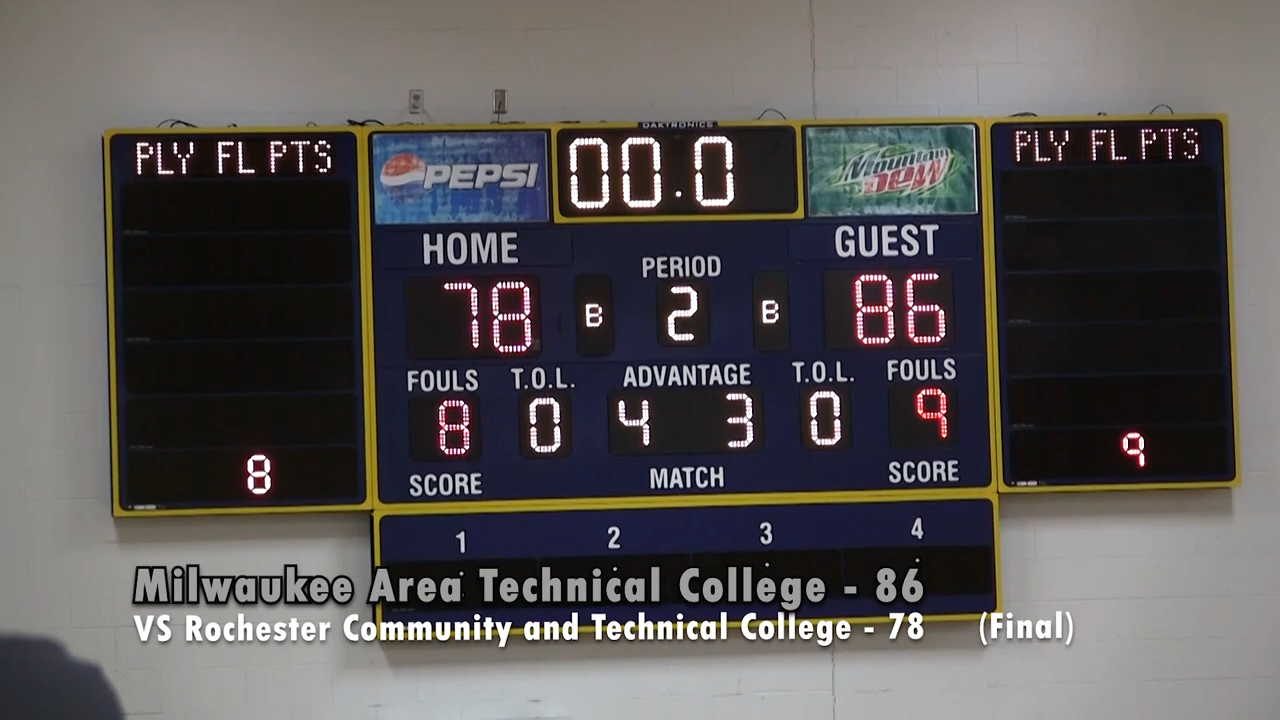 DAKTRONICS
PLY FL PTS
PEPSI
00.0
Mountain Dew
PLY FL PTS
HOME
PERIOD
GUEST
78 B 2 B 86
FOULS T.O.L. ADVANTAGE T.O.L. FOULS
8 0 4 3 0 9
8
9
SCORE MATCH SCORE
1 2 3 4
Milwaukee Area Technical College - 86
VS Rochester Community and Technical College - 78 (Final)